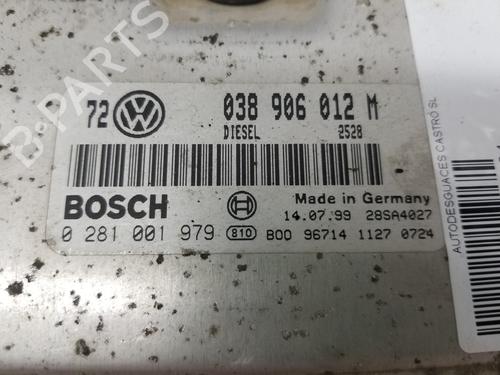 B-PARTS
72 038 906 012 M
DIESEL 2528
BOSCH Made in Germany
14.07.99 28SA4027
0 281 001 979 810 B00 96714 1127 0724
AUTODESGUACES CASTRO SL